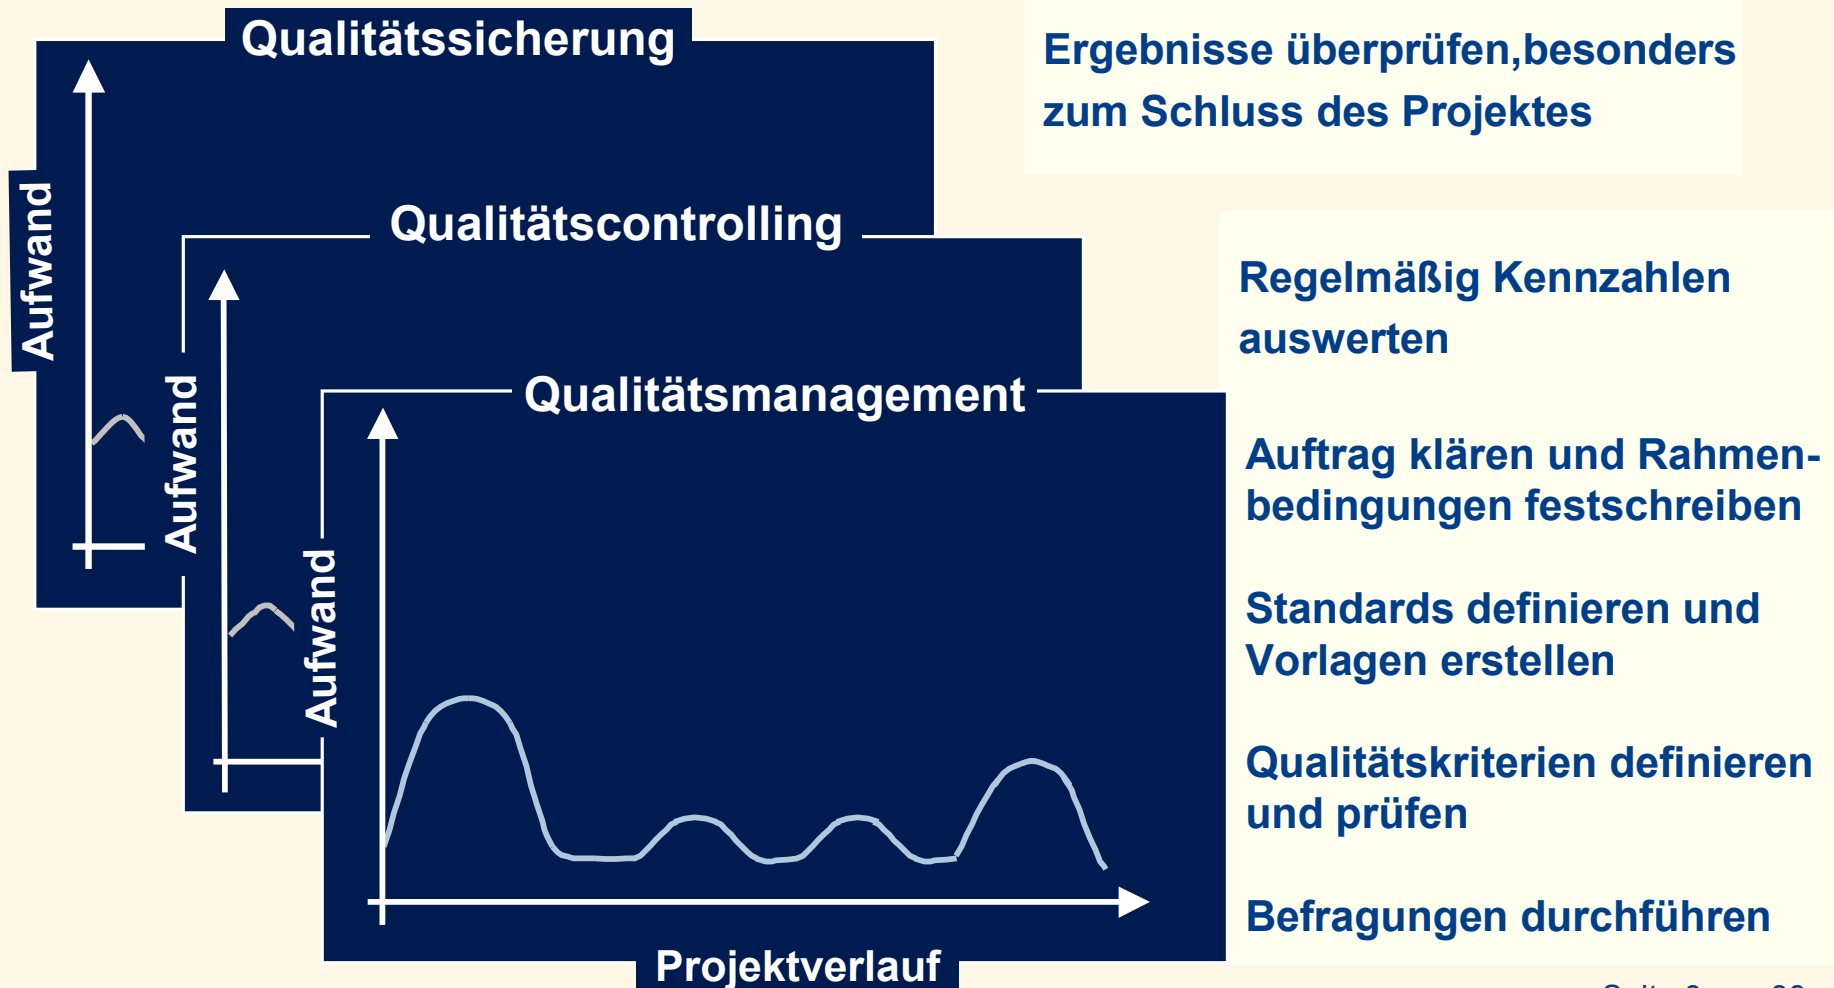 Qualitätssicherung
Aufwand
Ergebnisse überprüfen,besonders
zum Schluss des Projektes
Qualitätscontrolling
Aufwand
Regelmäßig Kennzahlen
auswerten
Qualitätsmanagement
Aufwand
Projektverlauf
Auftrag klären und Rahmen-
bedingungen festschreiben
Standards definieren und
Vorlagen erstellen
Qualitätskriterien definieren
und prüfen
Befragungen durchführen